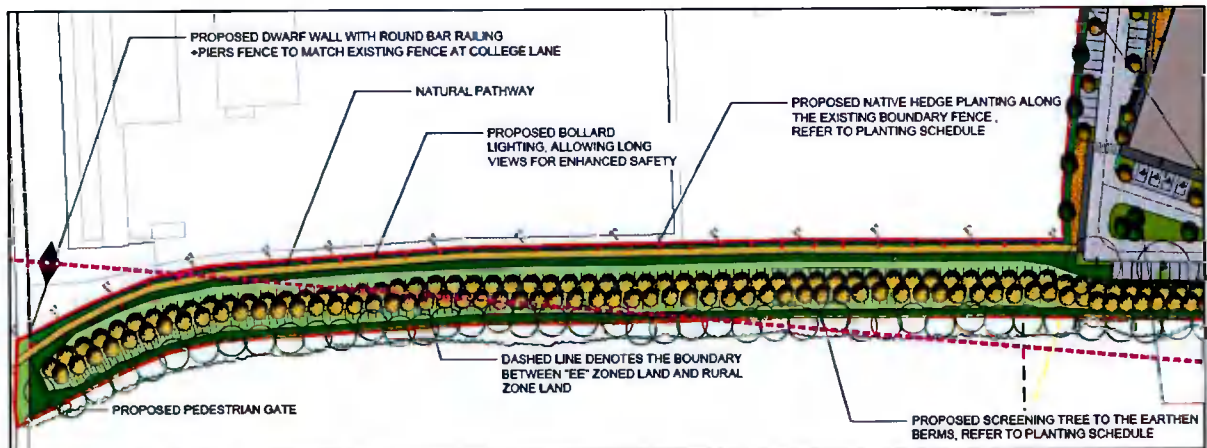 PROPOSED DWARF WALL WITH ROUND BAR RAILING
+PIERS FENCE TO MATCH EXISTING FENCE AT COLLEGE LANE
NATURAL PATHWAY
PROPOSED BOLLARD
LIGHTING, ALLOWING LONG
VIEWS FOR ENHANCED SAFETY
PROPOSED NATIVE HEDGE PLANTING ALONG
THE EXISTING BOUNDARY FENCE,
REFER TO PLANTING SCHEDULE
DASHED LINE DENOTES THE BOUNDARY
BETWEEN "EE" ZONED LAND AND RURAL
ZONE LAND
PROPOSED PEDESTRIAN GATE
PROPOSED SCREENING TREE TO THE EARTHEN
BERMS, REFER TO PLANTING SCHEDULE